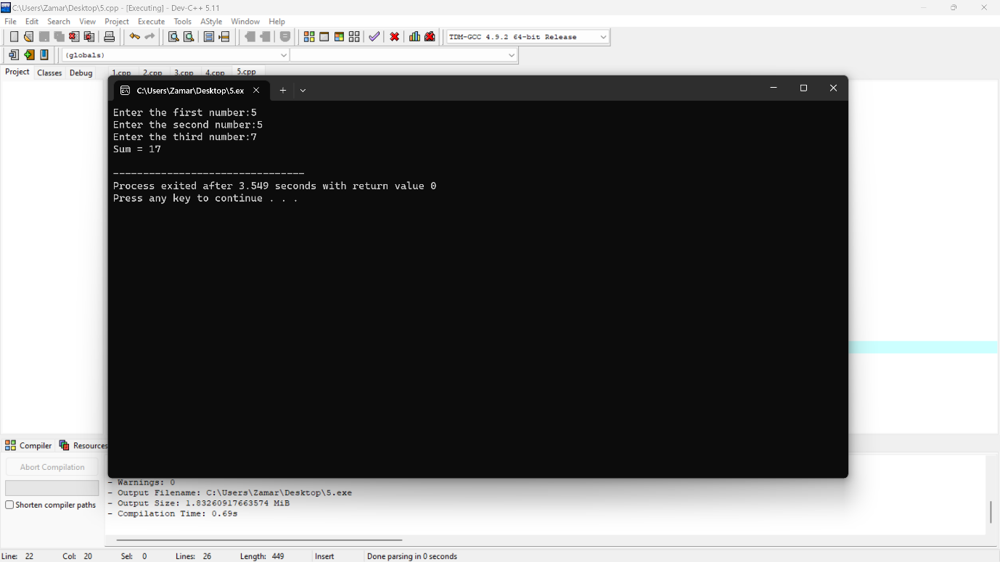 C:\Users\Zamar\Desktop\5.cpp - [Executing] - Dev-C++ 5.11
File Edit Search View Project Execute Tools AStyle Window Help
TDM-GCC 4.9.2 64-bit Release
(globals)
Project Classes Debug 1.cpp 2.cpp 3.cpp 4.cpp 5.cpp
C:\Users\Zamar\Desktop\5.ex
Enter the first number:5
Enter the second number:5
Enter the third number:7
Sum = 17
--------------------------------
Process exited after 3.549 seconds with return value 0
Press any key to continue . . .
Compiler Resources
Abort Compilation
Shorten compiler paths
- Warnings: 0
- Output Filename: C:\Users\Zamar\Desktop\5.exe
- Output Size: 1.83260917663574 MiB
- Compilation Time: 0.69s
Line: 22 Col: 20 Sel: 0 Lines: 26 Length: 449 Insert Done parsing in 0 seconds